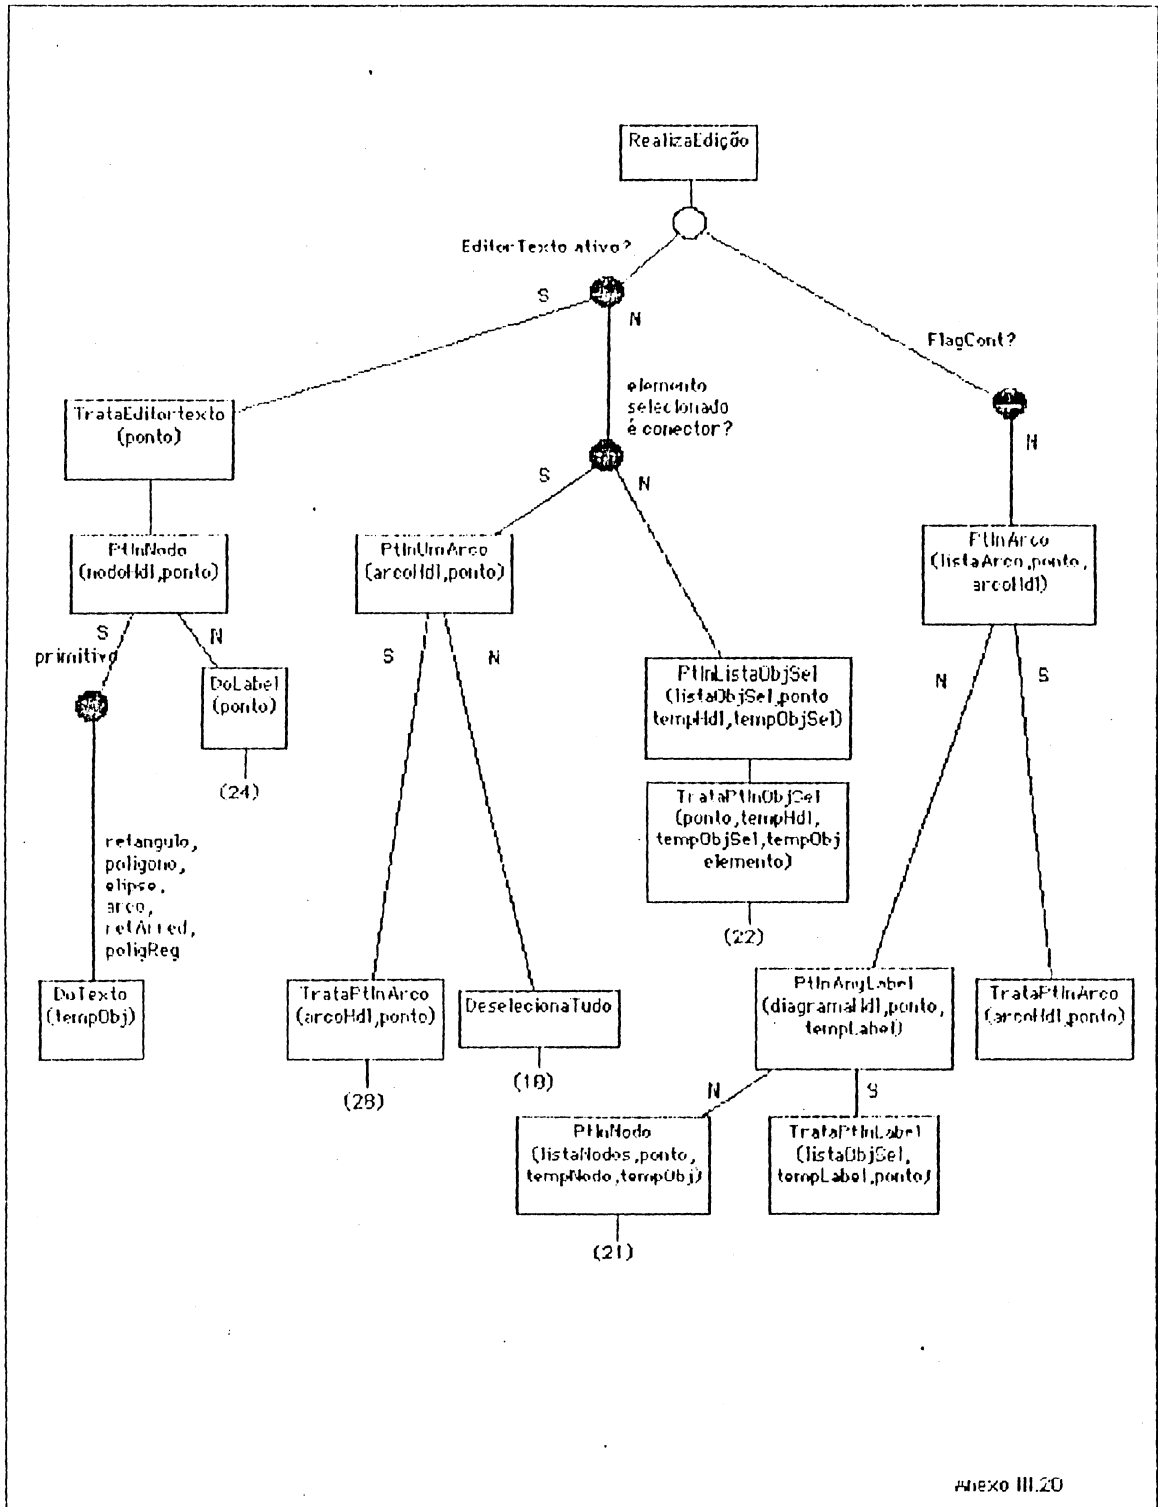 RealizaEdição
EditorTexto ativo?
S
N
FlagCont?
elemento
selecionado
é conector?
N
TrataEditortexto
(ponto)
S
N
PtInNodo
(nodoHdl,ponto)
PtInUmArco
(arcoHdl,ponto)
PtInArco
(listaArco,ponto,
arcoHdl)
S
N
primitivo
S
N
DoLabel
(ponto)
(24)
PtInListaObjSel
(listaObjSel,ponto
tempHdl,tempObjSel)
N
S
TrataPtInObjSel
(ponto,tempHdl,
tempObjSel,tempObj
elemento)
(22)
retangulo,
poligono,
elipse,
arco,
retArred,
poligReg
DoTexto
(tempObj)
TrataPtInArco
(arcoHdl,ponto)
(28)
DeselecionaTudo
(18)
PtInAnyLabel
(diagramaHdl,ponto,
tempLabel)
TrataPtInArco
(arcoHdl,ponto)
N
S
PtInNodo
(listaNodos,ponto,
tempNodo,tempObj)
(21)
TrataPtInLabel
(listaObjSel,
tempLabel,ponto)
Anexo III.20